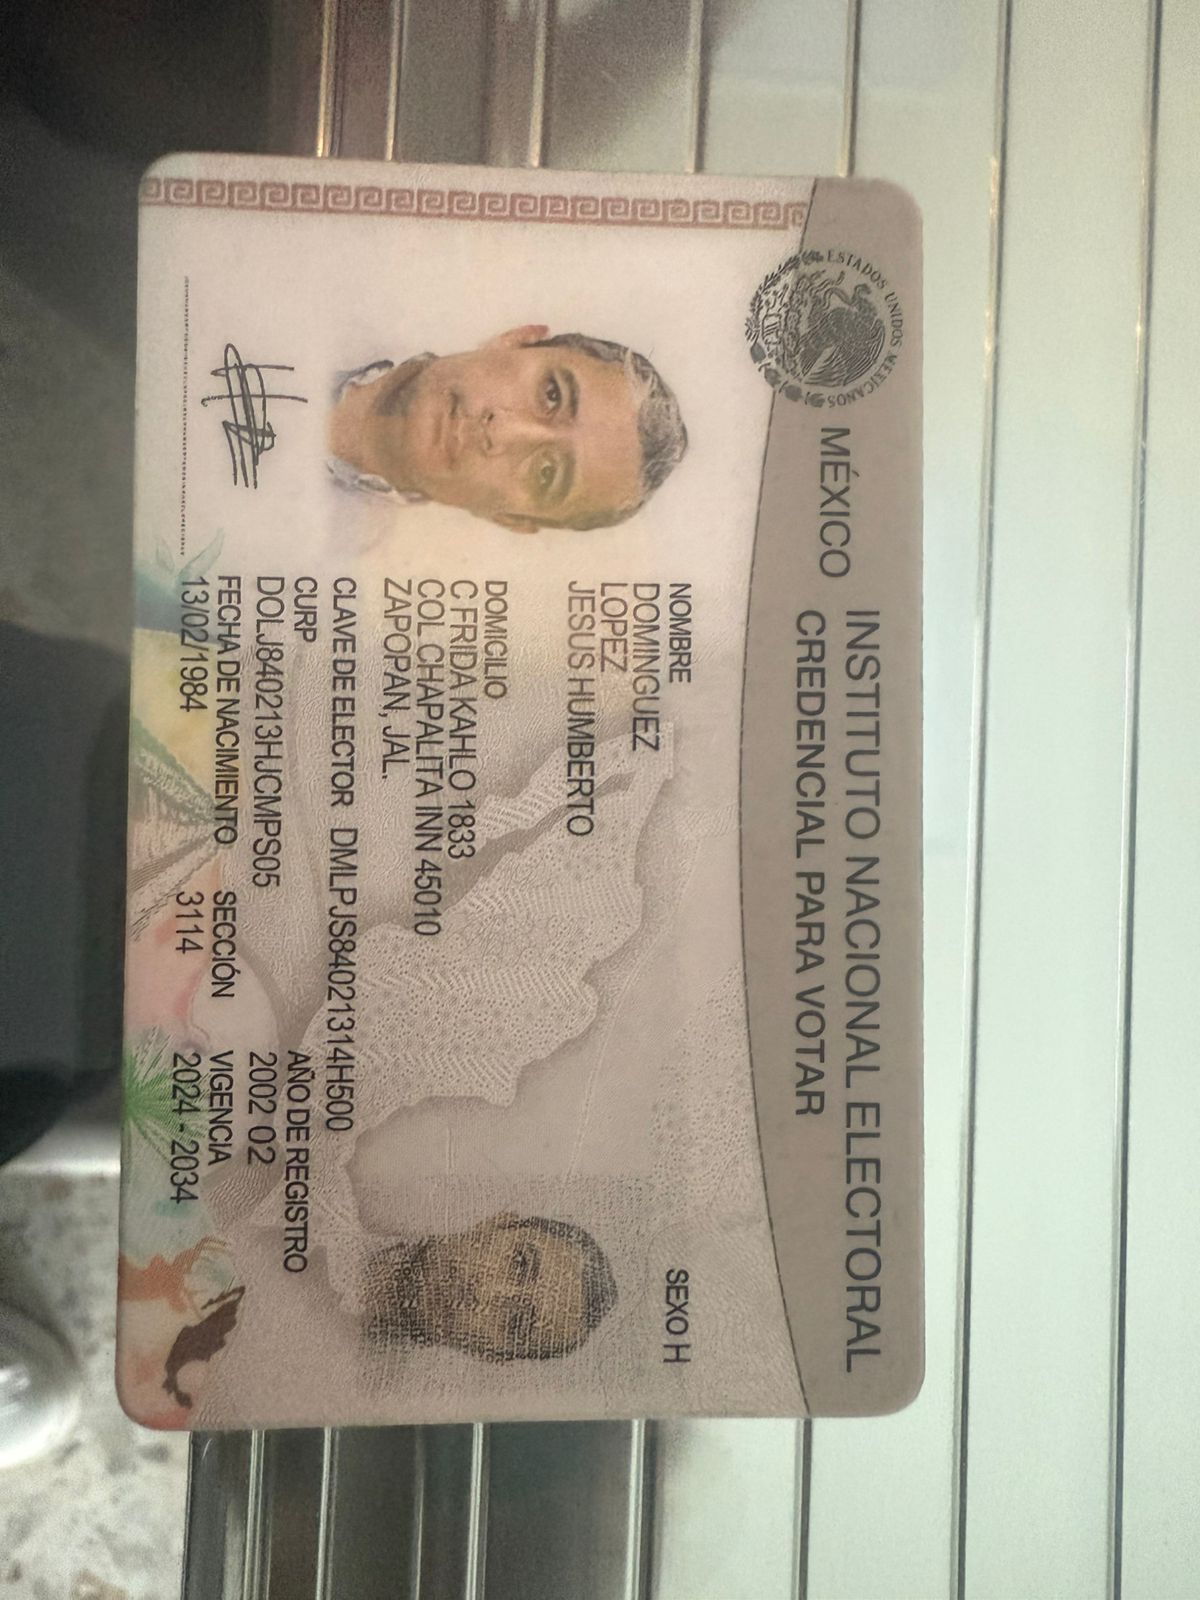 ESTADOS UNIDOS MEXICANOS
MÉXICO
INSTITUTO NACIONAL ELECTORAL
CREDENCIAL PARA VOTAR
NOMBRE
DOMINGUEZ
LOPEZ
JESUS HUMBERTO
SEXO H
DOMICILIO
C FRIDA KAHLO 1833
COL CHAPALITA INN 45010
ZAPOPAN, JAL.
CLAVE DE ELECTOR DMLPJS84021314H500
CURP
DOLJ840213HJCMPS05
AÑO DE REGISTRO
2002 02
FECHA DE NACIMIENTO
13/02/1984
SECCIÓN
3114
VIGENCIA
2024 - 2034